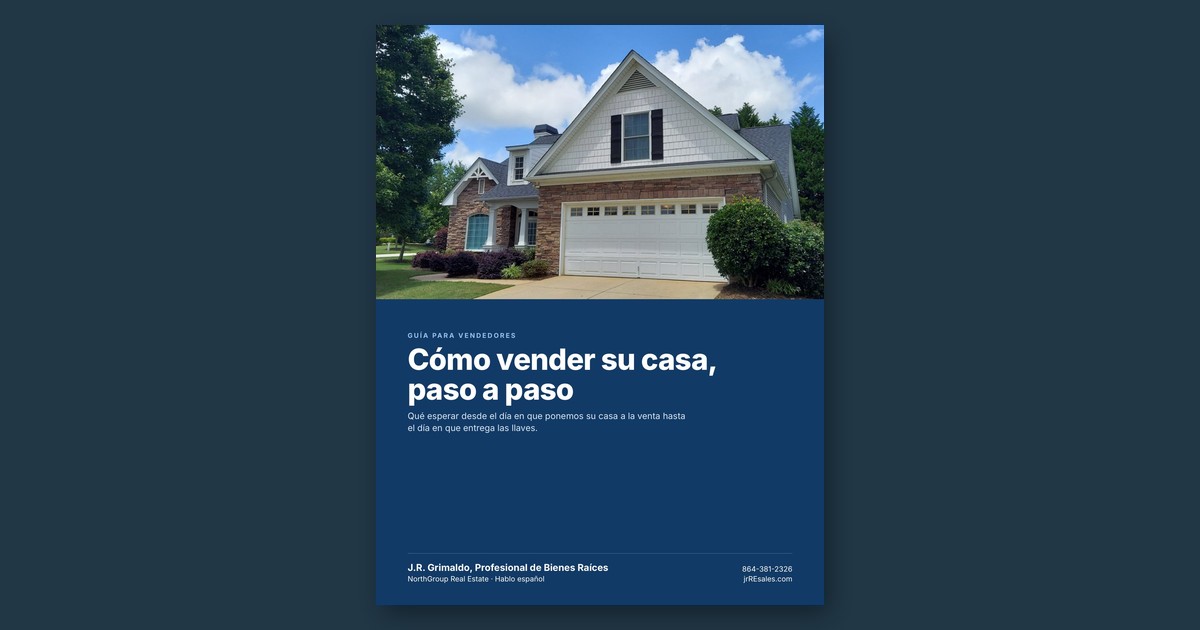 GUÍA PARA VENDEDORES
Cómo vender su casa,
paso a paso
Qué esperar desde el día en que ponemos su casa a la venta hasta
el día en que entrega las llaves.
J.R. Grimaldo, Profesional de Bienes Raíces
NorthGroup Real Estate · Hablo español
864-381-2326
jrREsales.com